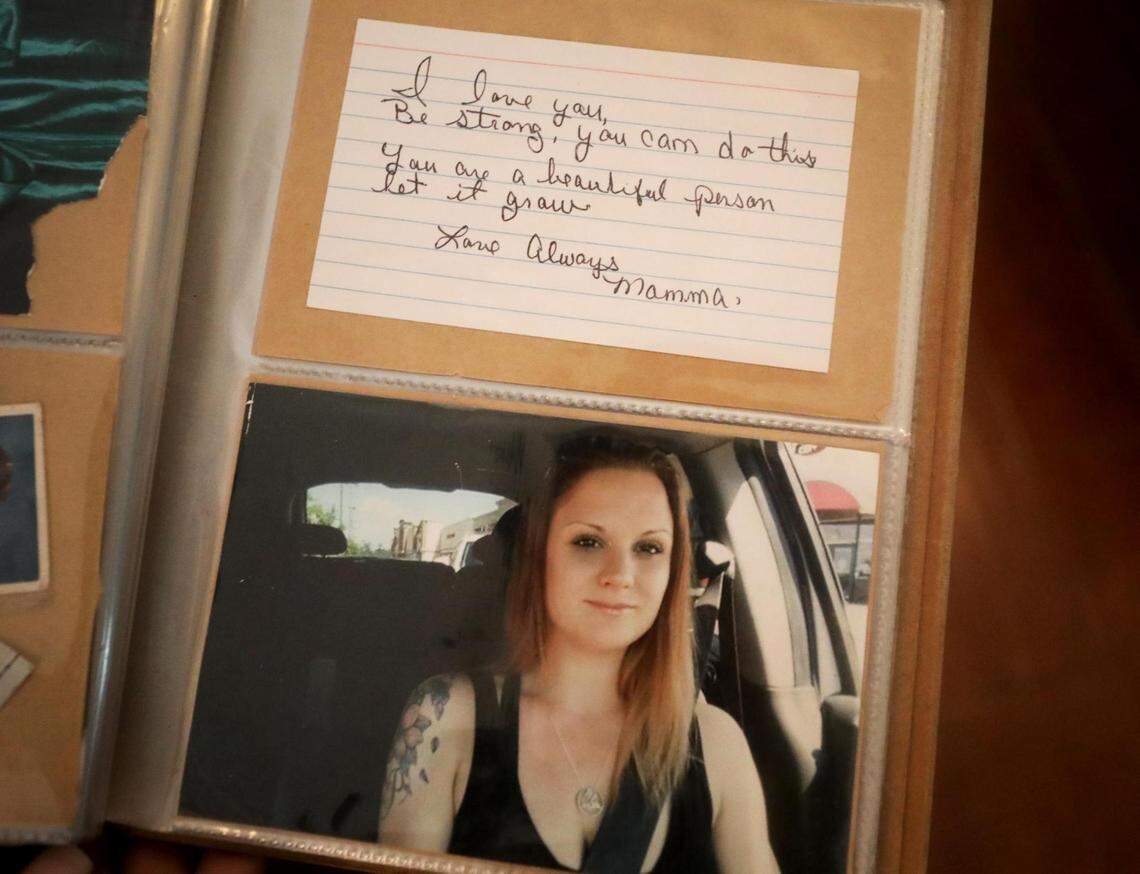 I love you,
Be strong, you can do this
You are a beautiful person
let it grow
Love Always
Mamma.